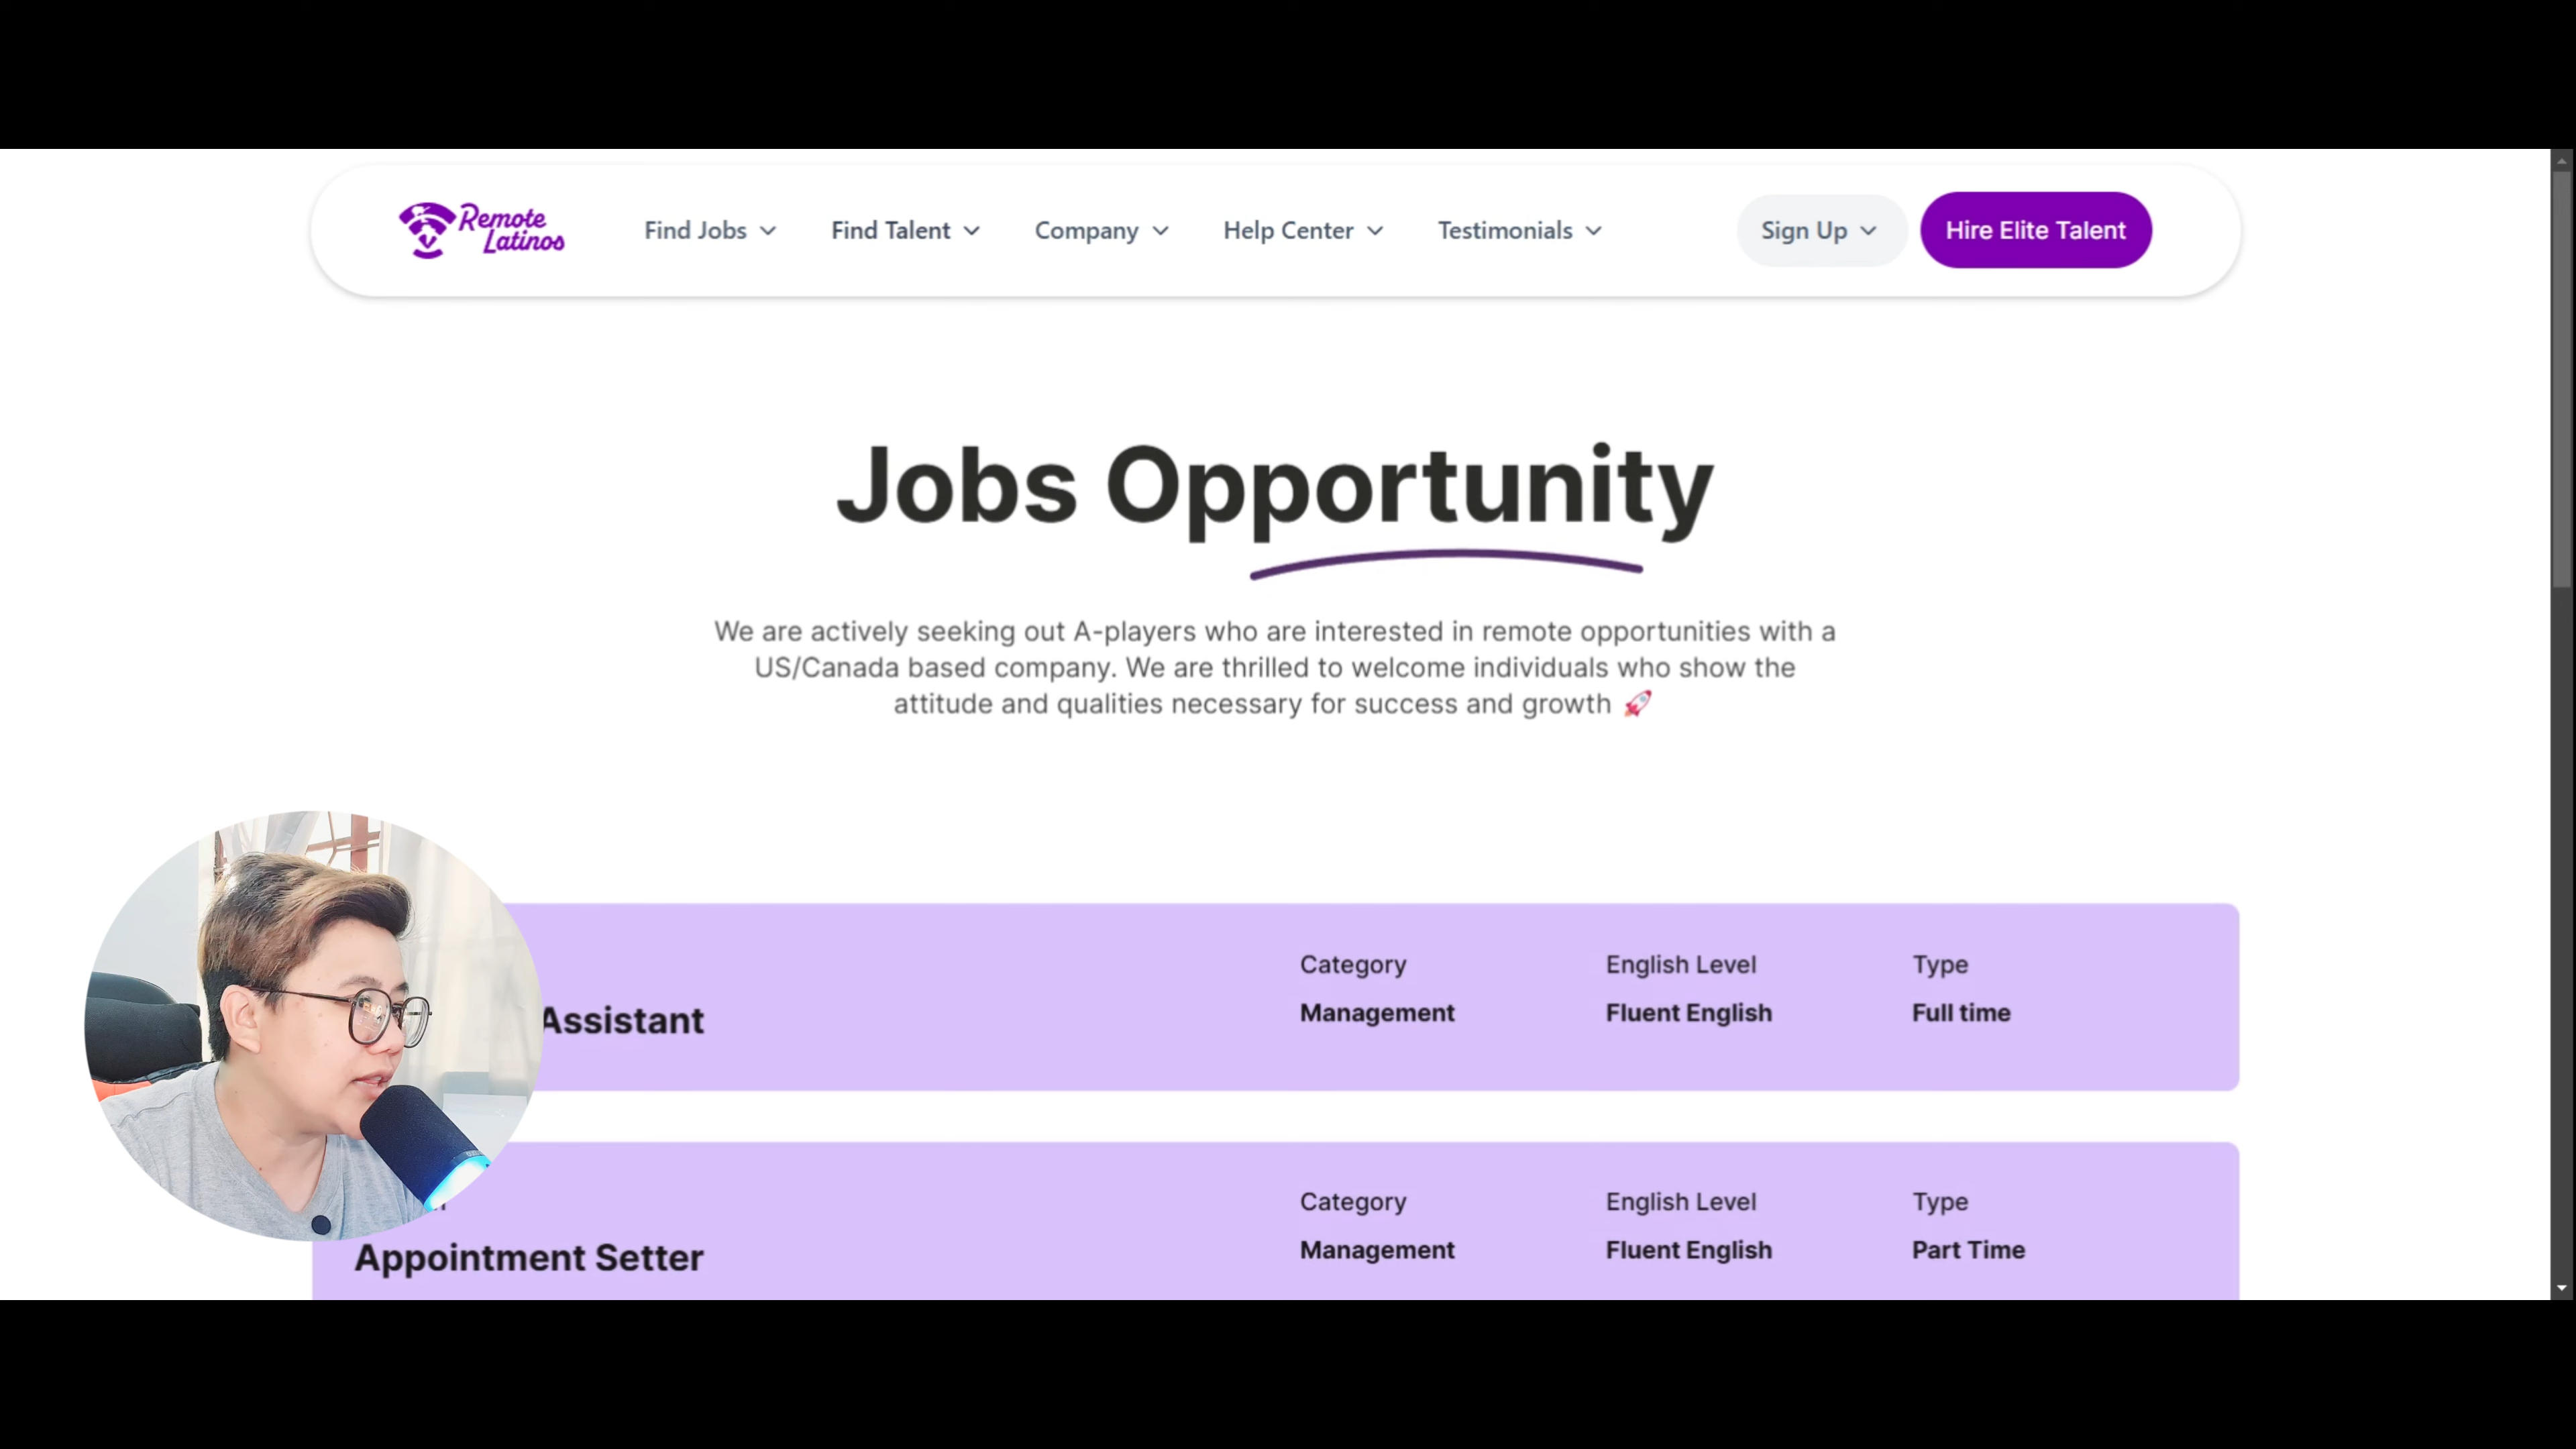 Remote
Latinos
Find Jobs
Find Talent
Company
Help Center
Testimonials
Sign Up
Hire Elite Talent
Jobs Opportunity
We are actively seeking out A-players who are interested in remote opportunities with a
US/Canada based company. We are thrilled to welcome individuals who show the
attitude and qualities necessary for success and growth 🚀
Category
English Level
Type
Assistant
Management
Fluent English
Full time
Category
English Level
Type
Appointment Setter
Management
Fluent English
Part Time